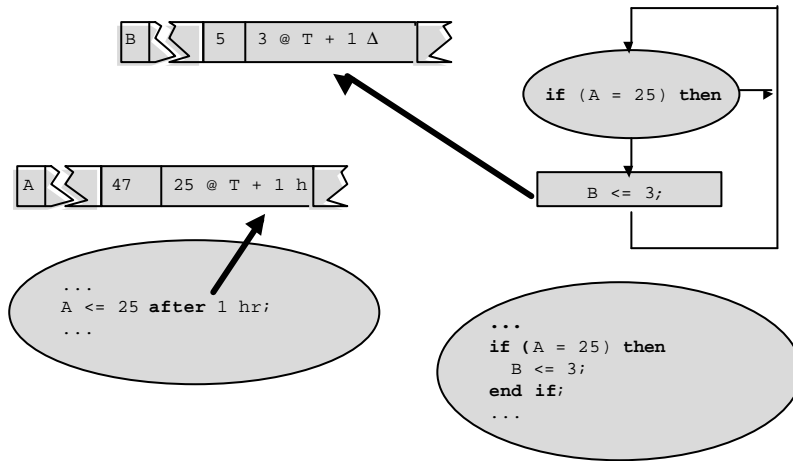 B 5 3 @ T + 1 Δ
if (A = 25) then
A 47 25 @ T + 1 h
B <= 3;
...
A <= 25 after 1 hr;
...
...
if (A = 25) then
B <= 3;
end if;
...